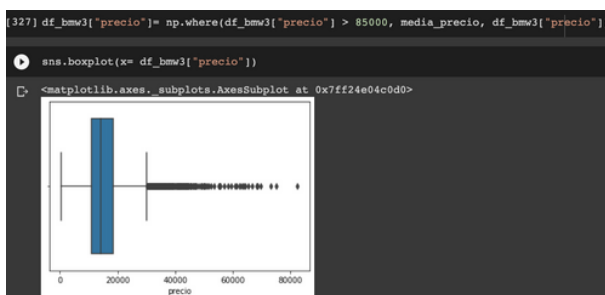 [327] df_bmw3["precio"]= np.where(df_bmw3["precio"] > 85000, media_precio, df_bmw3["precio"]
sns.boxplot(x= df_bmw3["precio"])
<matplotlib.axes._subplots.AxesSubplot at 0x7ff24e04c0d0>
0 20000 40000 60000 80000
precio